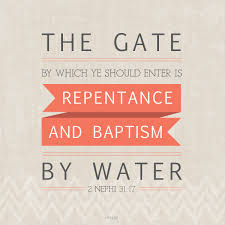 THE GATE
BY WHICH YE SHOULD ENTER IS
REPENTANCE
AND BAPTISM
BY WATER
2 NEPHI 31:17